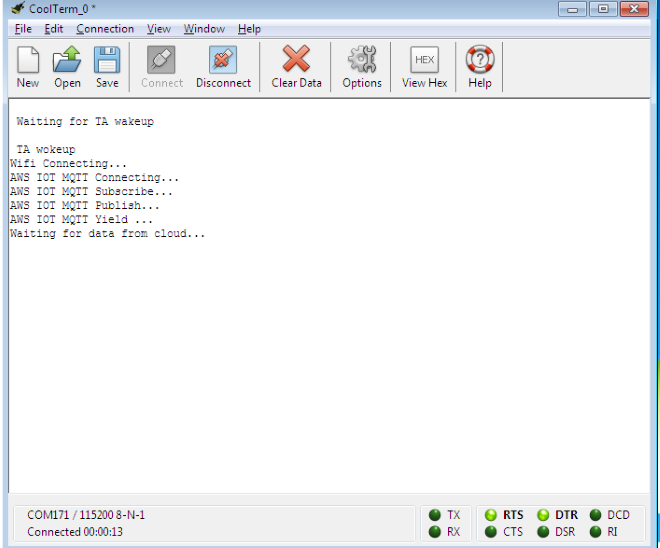 CoolTerm_0 *
File Edit Connection View Window Help
New Open Save Connect Disconnect Clear Data Options HEX View Hex Help
Waiting for TA wakeup
TA wokeup
Wifi Connecting...
AWS IOT MQTT Connecting...
AWS IOT MQTT Subscribe...
AWS IOT MQTT Publish...
AWS IOT MQTT Yield ...
Waiting for data from cloud...
COM171 / 115200 8-N-1
Connected 00:00:13
TX RTS DTR DCD
RX CTS DSR RI